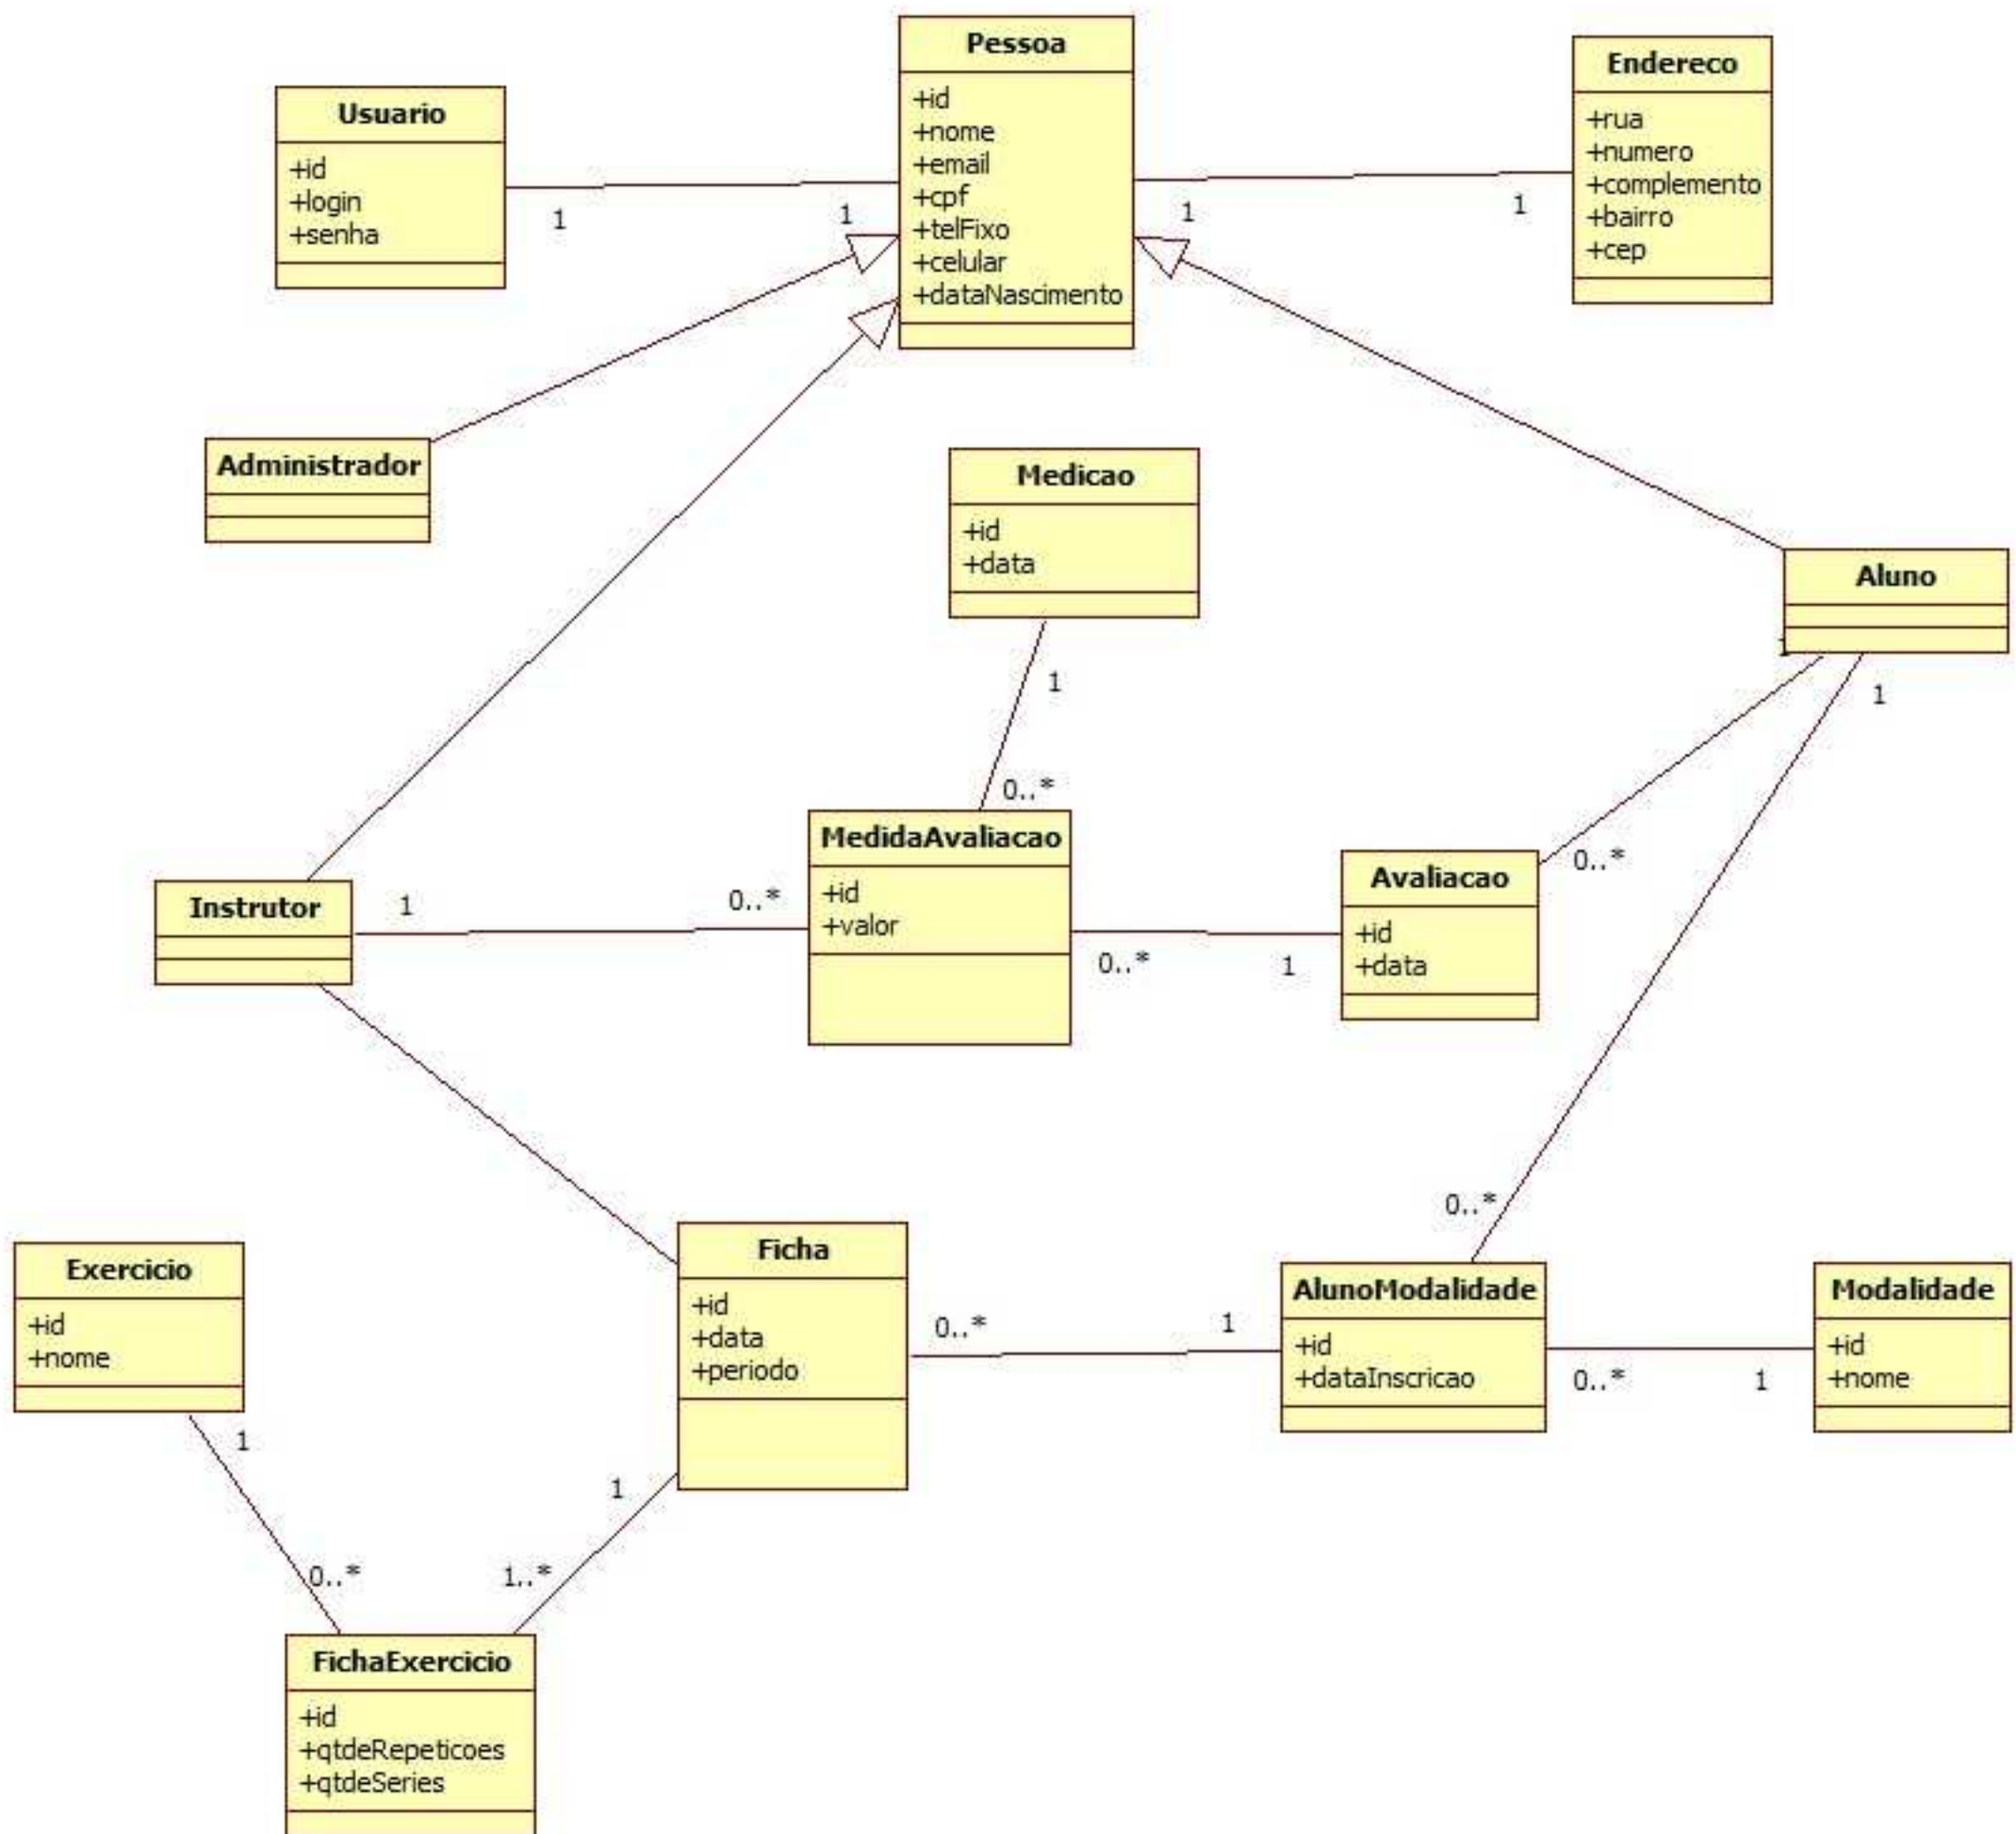 Pessoa
+id
+nome
+email
+cpf
+telFixo
+celular
+dataNascimento
Endereco
+rua
+numero
+complemento
+bairro
+cep
Usuario
+id
+login
+senha
1
1
1
1
Administrador
Medicao
+id
+data
Aluno
1
1
0..*
MedidaAvaliacao
+id
+valor
Instrutor
1
0..*
Avaliacao
+id
+data
0..*
0..*
1
0..*
Exercicio
+id
+nome
Ficha
+id
+data
+periodo
0..*
1
AlunoModalidade
+id
+dataInscricao
0..*
1
Modalidade
+id
+nome
1
1
0..*
1..*
FichaExercicio
+id
+qtdeRepeticoes
+qtdeSeries